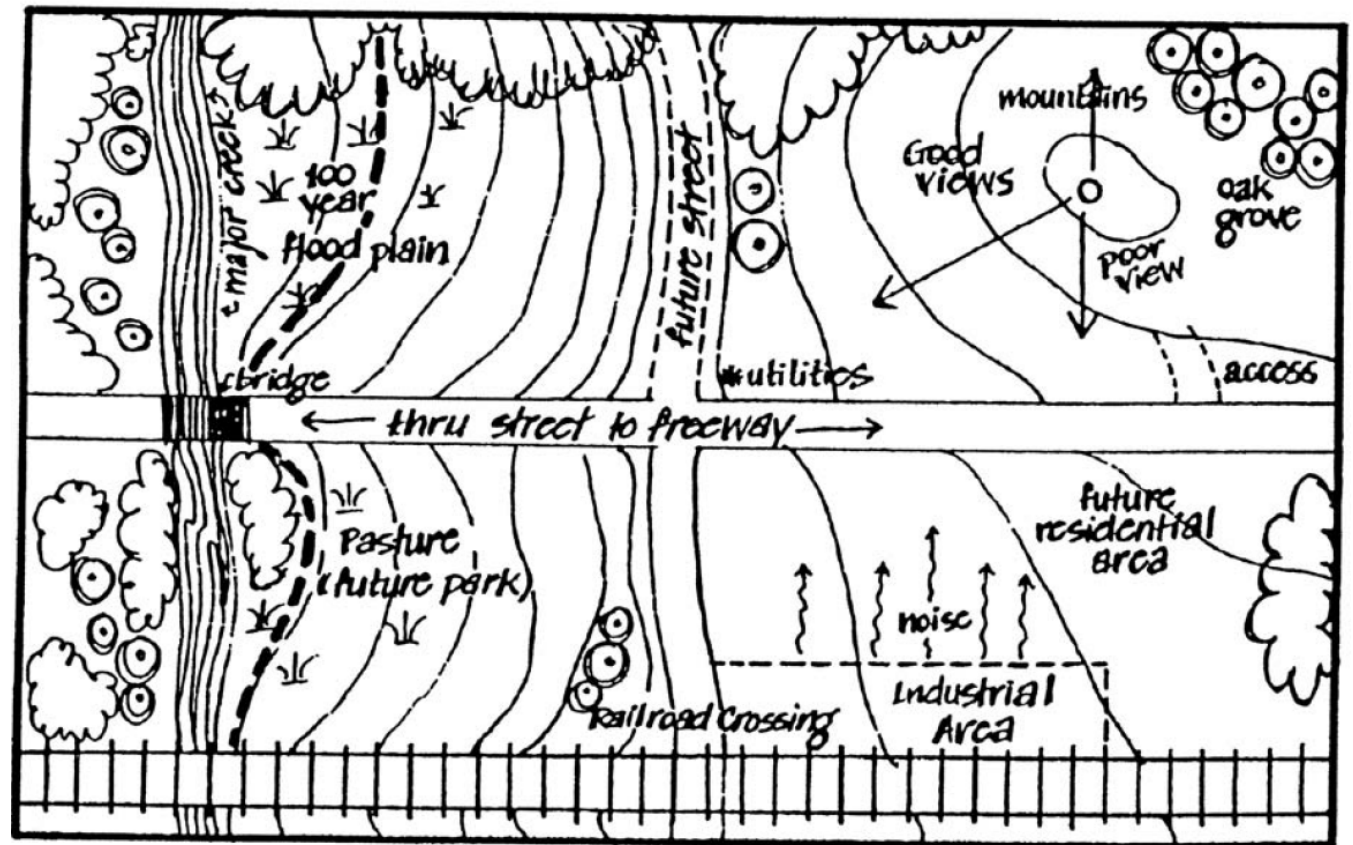 mountains
Good
views
oak
grove
poor
view
100
year
flood plain
←major creek→
future street
bridge
*utilities
access
← thru street to freeway →
future
residential
area
Pasture
(future park)
noise
Industrial
Area
Railroad Crossing